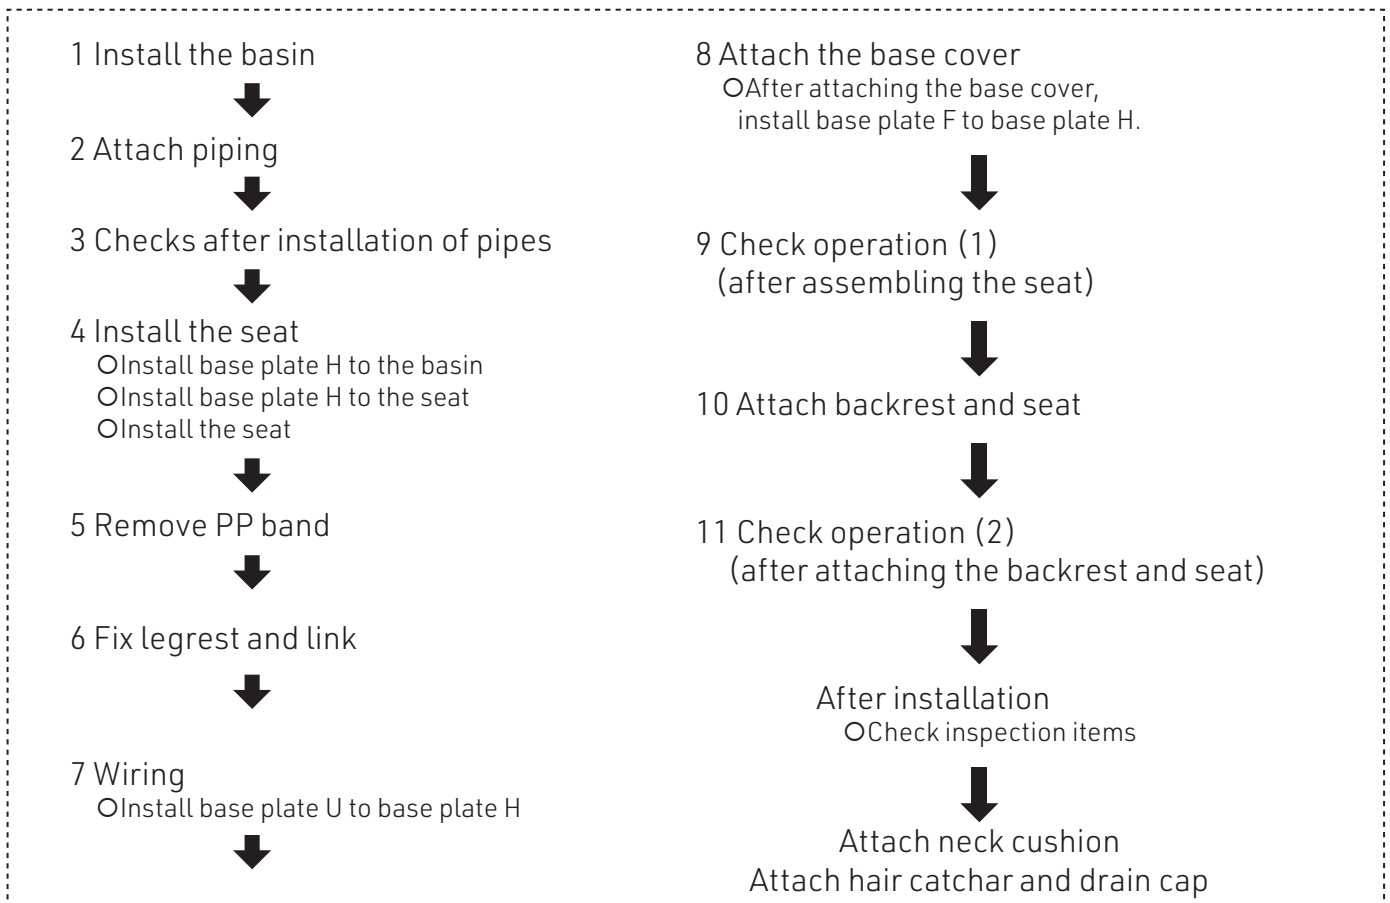 1 Install the basin
2 Attach piping
3 Checks after installation of pipes
4 Install the seat
○Install base plate H to the basin
○Install base plate H to the seat
○Install the seat
5 Remove PP band
6 Fix legrest and link
7 Wiring
○Install base plate U to base plate H
8 Attach the base cover
○After attaching the base cover,
install base plate F to base plate H.
9 Check operation (1)
(after assembling the seat)
10 Attach backrest and seat
11 Check operation (2)
(after attaching the backrest and seat)
After installation
○Check inspection items
Attach neck cushion
Attach hair catchar and drain cap